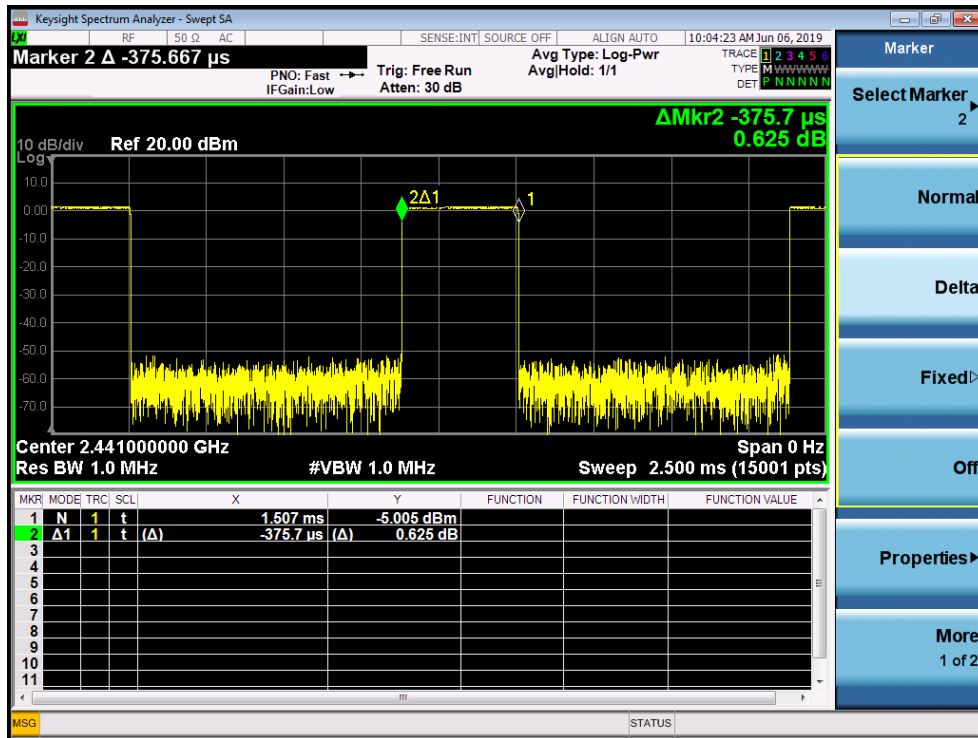 Keysight Spectrum Analyzer - Swept SA
LXI RF 50 Ω AC SENSE:INT SOURCE OFF ALIGN AUTO 10:04:23 AM Jun 06, 2019
Marker 2 Δ -375.667 µs
PNO: Fast
IFGain:Low
Trig: Free Run
Atten: 30 dB
Avg Type: Log-Pwr
Avg|Hold: 1/1
TRACE 1 2 3 4 5 6
TYPE M WWWWW
DET P N N N N N
ΔMkr2 -375.7 µs
0.625 dB
10 dB/div Ref 20.00 dBm
Log
10.0
0.00
-10.0
-20.0
-30.0
-40.0
-50.0
-60.0
-70.0
2Δ1
1
Center 2.441000000 GHz Span 0 Hz
Res BW 1.0 MHz #VBW 1.0 MHz Sweep 2.500 ms (15001 pts)
MKR MODE TRC SCL X Y FUNCTION FUNCTION WIDTH FUNCTION VALUE
1 N 1 t 1.507 ms -5.005 dBm
2 Δ1 1 t (Δ) -375.7 µs (Δ) 0.625 dB
3
4
5
6
7
8
9
10
11
MSG STATUS
Marker
Select Marker
2
Normal
Delta
Fixed
Off
Properties
More
1 of 2